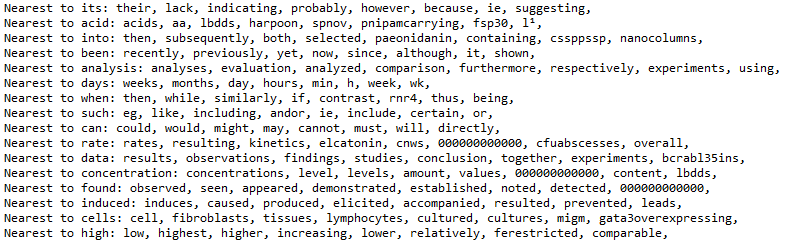 Nearest to its: their, lack, indicating, probably, however, because, ie, suggesting,
Nearest to acid: acids, aa, lbdds, harpoon, spnov, pnipamcarrying, fsp30, l¹,
Nearest to into: then, subsequently, both, selected, paeonidanin, containing, cssppssp, nanocolumns,
Nearest to been: recently, previously, yet, now, since, although, it, shown,
Nearest to analysis: analyses, evaluation, analyzed, comparison, furthermore, respectively, experiments, using,
Nearest to days: weeks, months, day, hours, min, h, week, wk,
Nearest to when: then, while, similarly, if, contrast, rnr4, thus, being,
Nearest to such: eg, like, including, andor, ie, include, certain, or,
Nearest to can: could, would, might, may, cannot, must, will, directly,
Nearest to rate: rates, resulting, kinetics, elcatonin, cnws, 000000000000, cfuabscesses, overall,
Nearest to data: results, observations, findings, studies, conclusion, together, experiments, bcrabl35ins,
Nearest to concentration: concentrations, level, levels, amount, values, 000000000000, content, lbdds,
Nearest to found: observed, seen, appeared, demonstrated, established, noted, detected, 000000000000,
Nearest to induced: induces, caused, produced, elicited, accompanied, resulted, prevented, leads,
Nearest to cells: cell, fibroblasts, tissues, lymphocytes, cultured, cultures, migm, gata3overexpressing,
Nearest to high: low, highest, higher, increasing, lower, relatively, ferestricted, comparable,